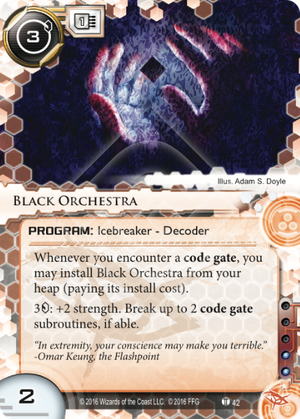 3
1
Illus. Adam S. Doyle
BLACK ORCHESTRA
PROGRAM: Icebreaker - Decoder
Whenever you encounter a code gate, you
may install Black Orchestra from your
heap (paying its install cost).
3: +2 strength. Break up to 2 code gate
subroutines, if able.
"In extremity, your conscience may make you terrible."
-Omar Keung, the Flashpoint
2
© 2016 Wizards of the Coast LLC. © 2016 FFG
42